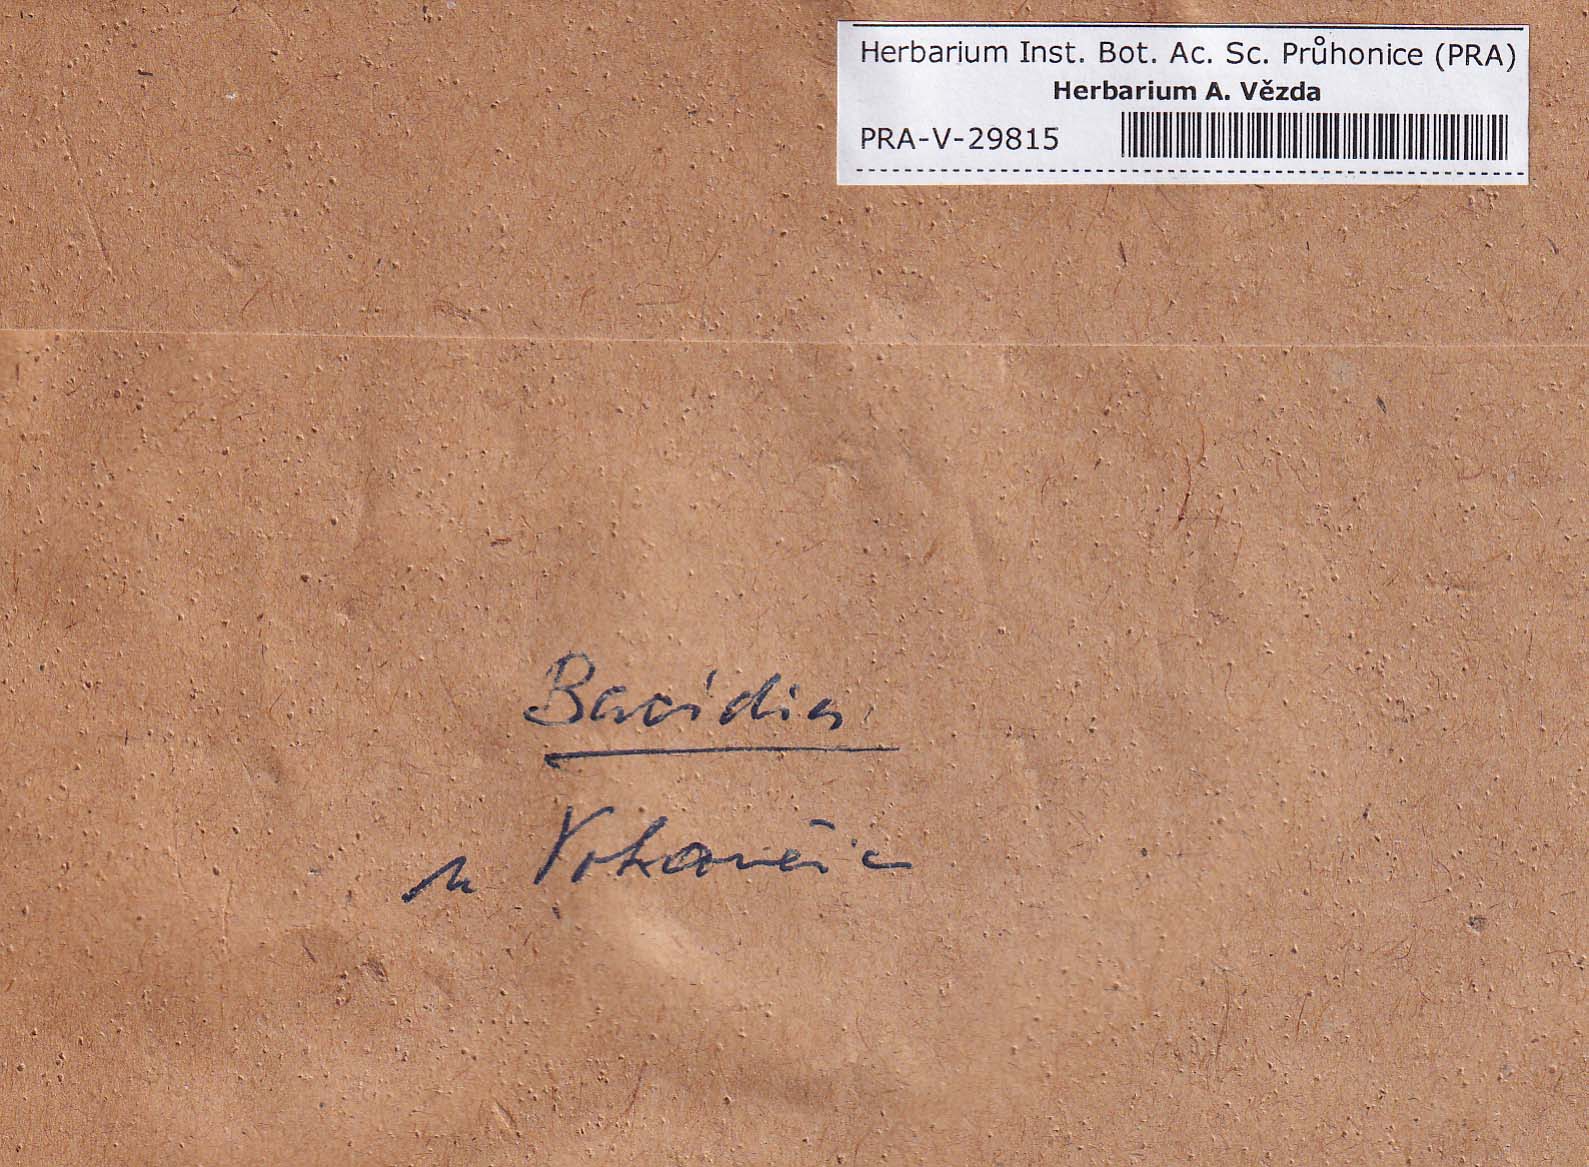 Herbarium Inst. Bot. Ac. Sc. Průhonice (PRA)
Herbarium A. Vězda
PRA-V-29815
Bacidia